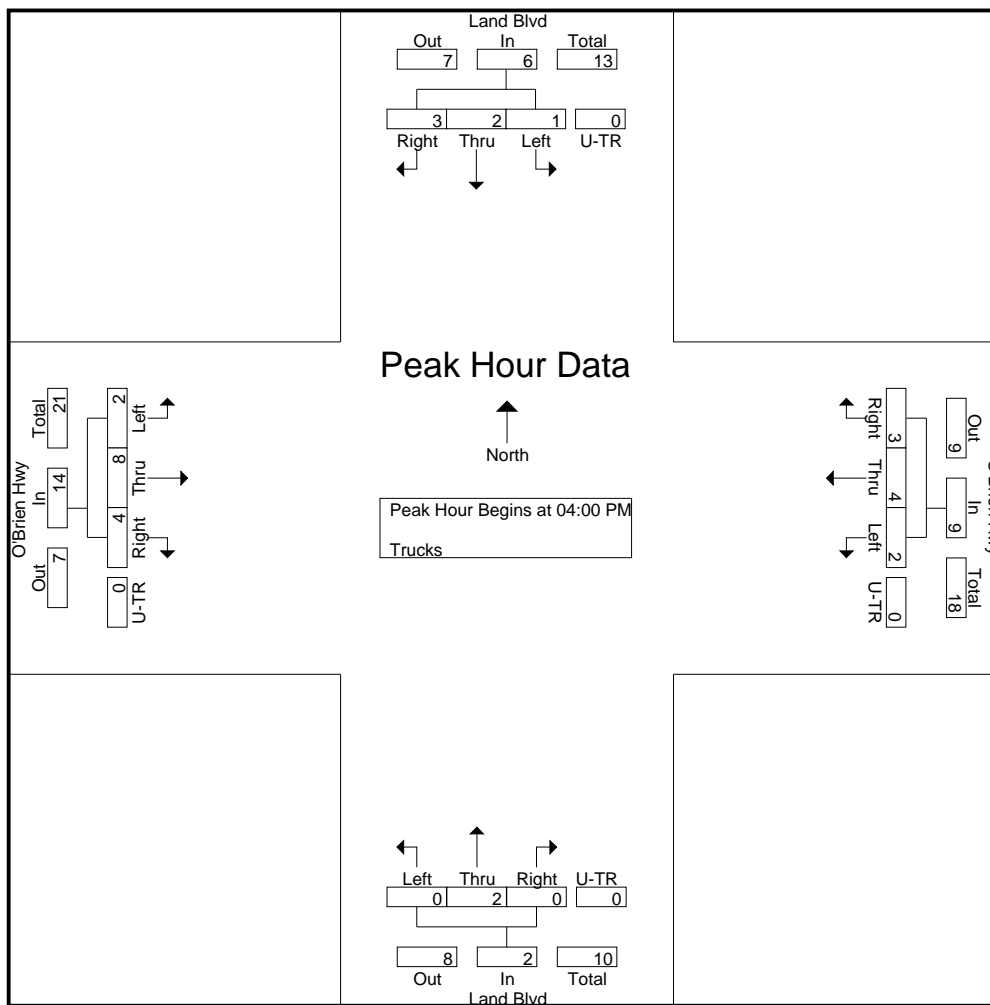 Land Blvd
Out In Total
7 6 13
3 2 1 0
Right Thru Left U-TR
Peak Hour Data
North
Peak Hour Begins at 04:00 PM
Trucks
O'Brien Hwy
Total In Out
21 14 7
2 8 4 0
Left Thru Right U-TR
Out In Total
9 9 18
3 4 2 0
Right Thru Left U-TR
Left Thru Right U-TR
0 2 0 0
8 2 10
Out In Total
Land Blvd